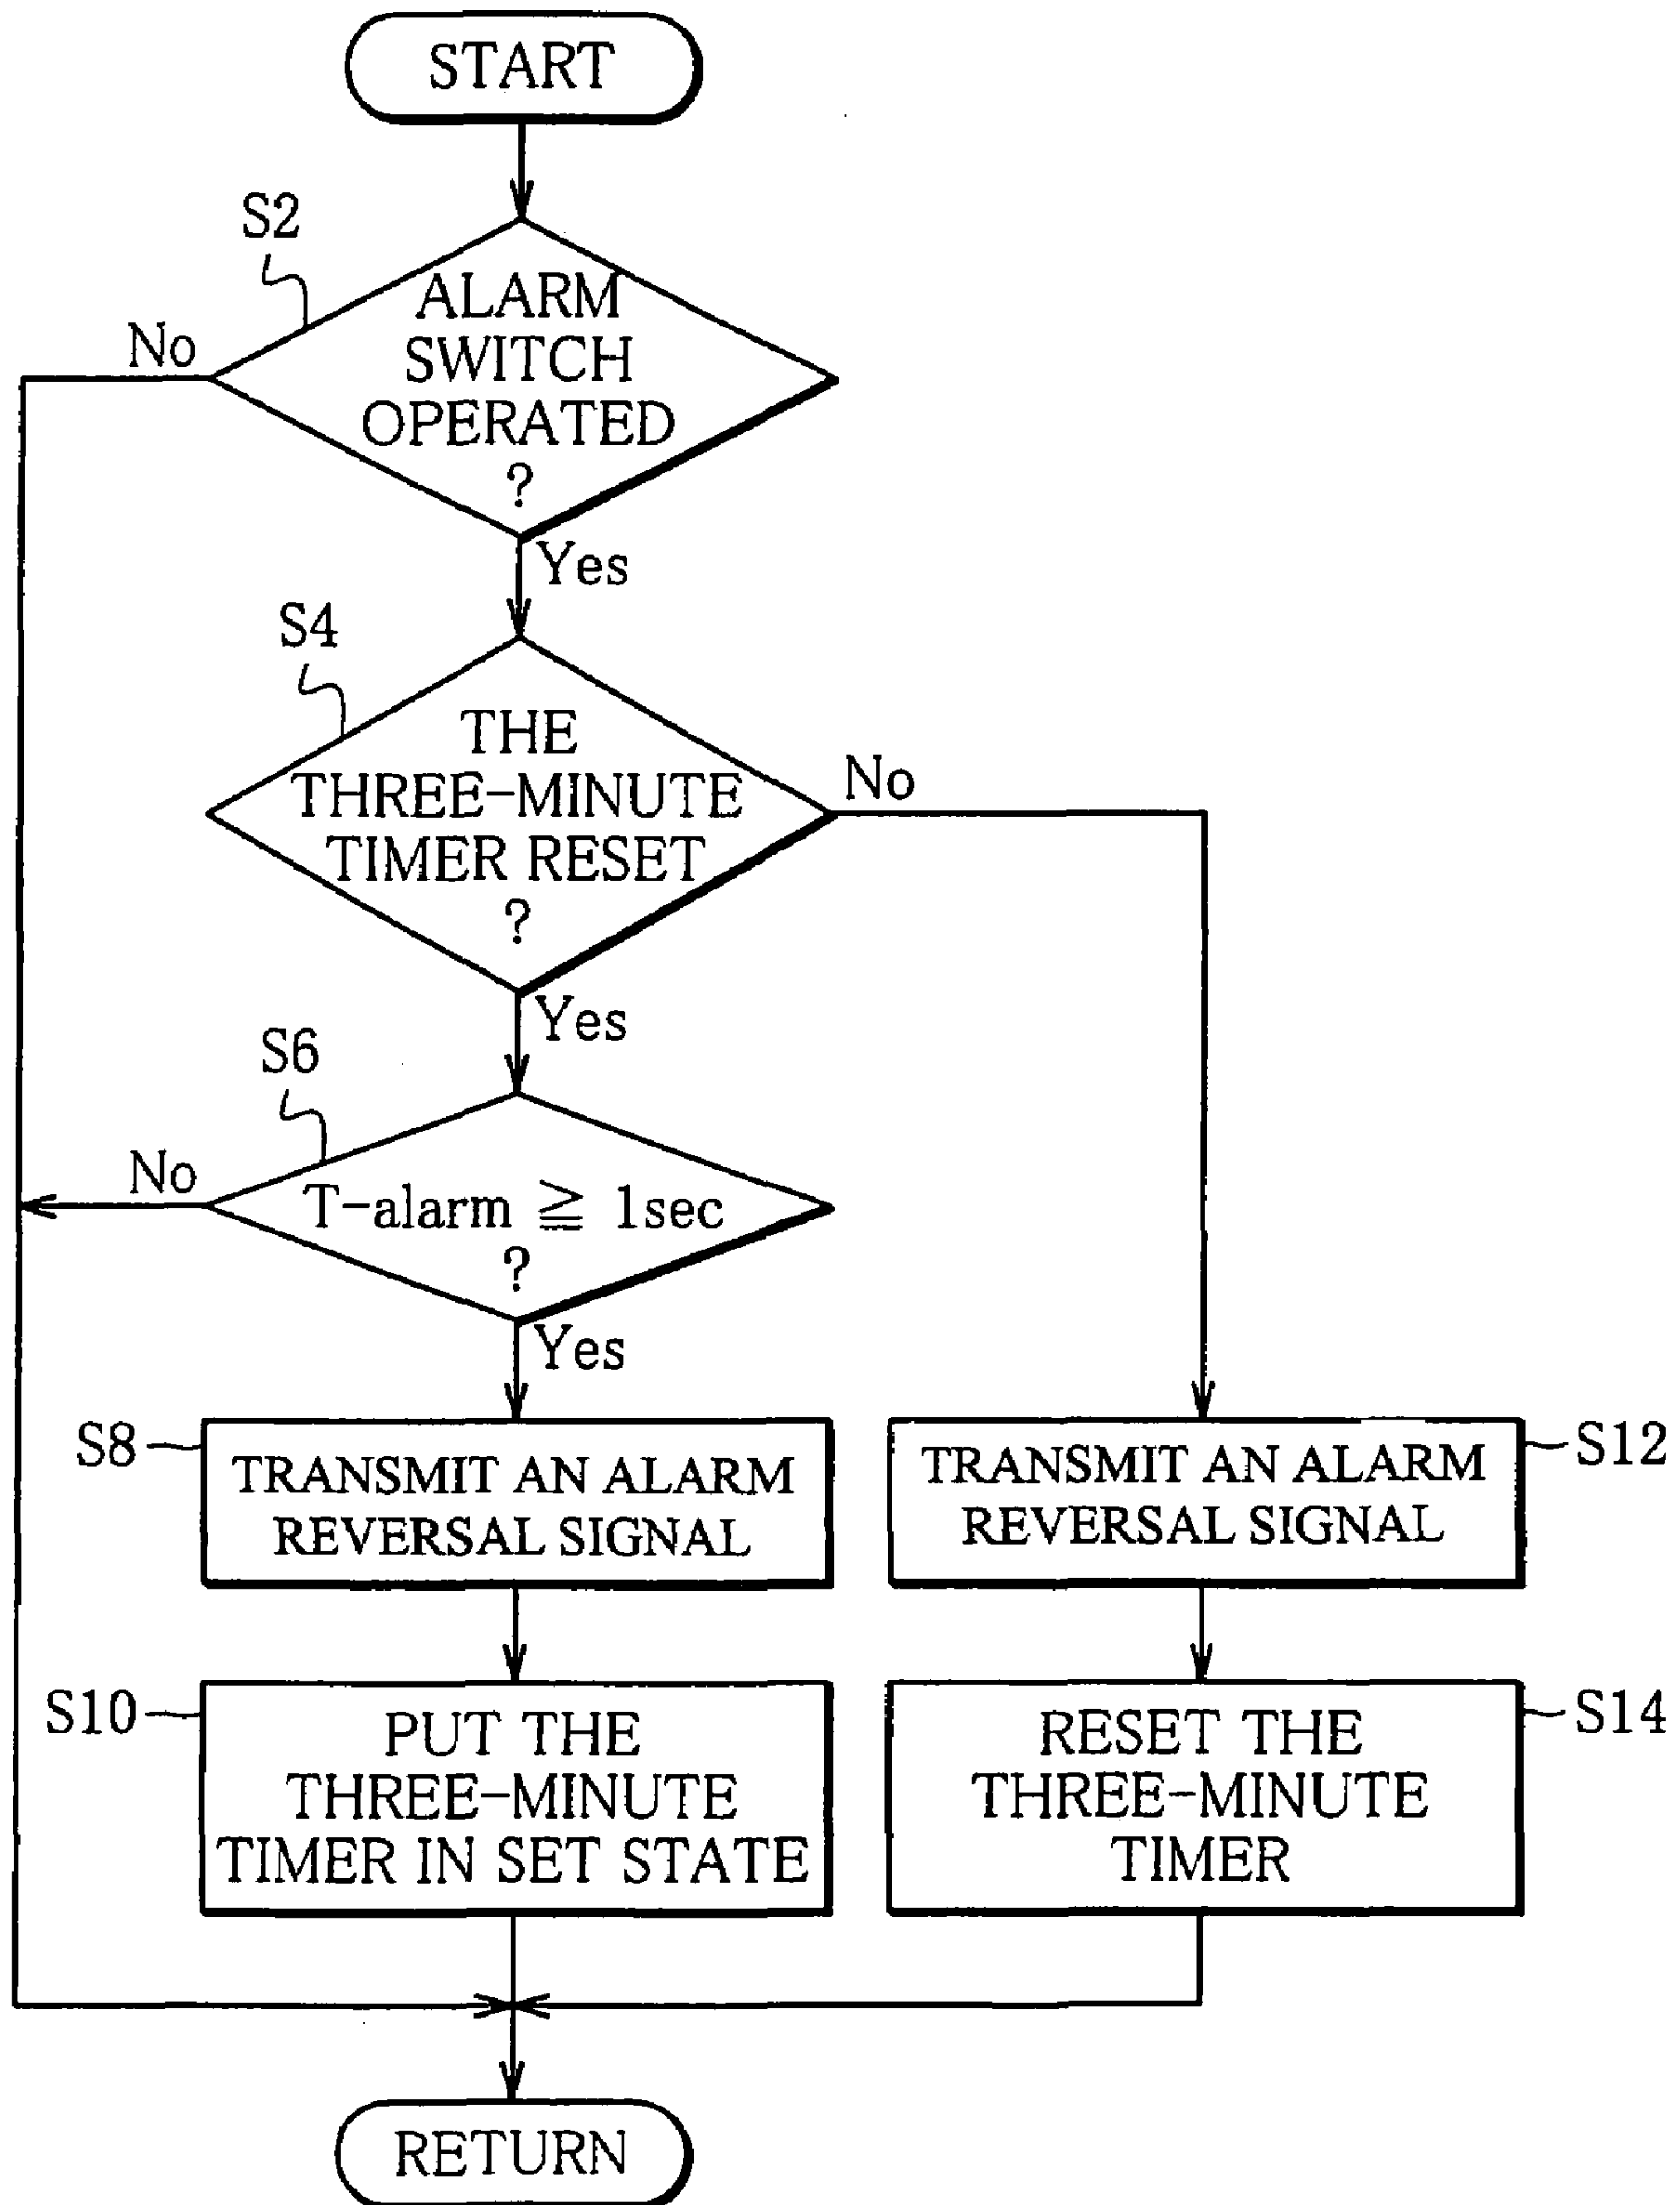 START
S2
ALARM
SWITCH
OPERATED
?
No
Yes
S4
THE
THREE-MINUTE
TIMER RESET
?
No
Yes
S6
T-alarm ≧ 1sec
?
No
Yes
S8
TRANSMIT AN ALARM
REVERSAL SIGNAL
S12
TRANSMIT AN ALARM
REVERSAL SIGNAL
S10
PUT THE
THREE-MINUTE
TIMER IN SET STATE
S14
RESET THE
THREE-MINUTE
TIMER
RETURN